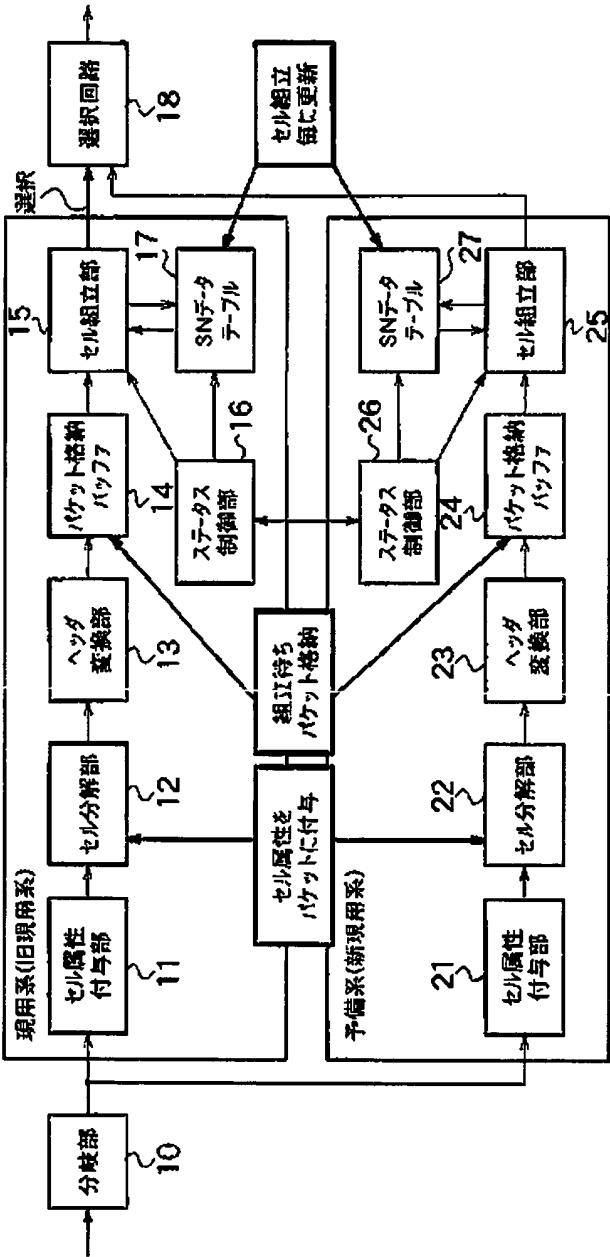 分岐部
10
現用系(旧現用系)
セル属性
付与部
11
セル分解部
12
ヘッダ
変換部
13
パケット格納
バッファ
14
セル組立部
15
ステータス
制御部
16
SNデータ
テーブル
17
選択
選択回路
18
セル属性を
パケットに付与
組立待ち
パケット格納
セル組立
毎に更新
予備系(新現用系)
セル属性
付与部
21
セル分解部
22
ヘッダ
変換部
23
パケット格納
バッファ
24
セル組立部
25
ステータス
制御部
26
SNデータ
テーブル
27